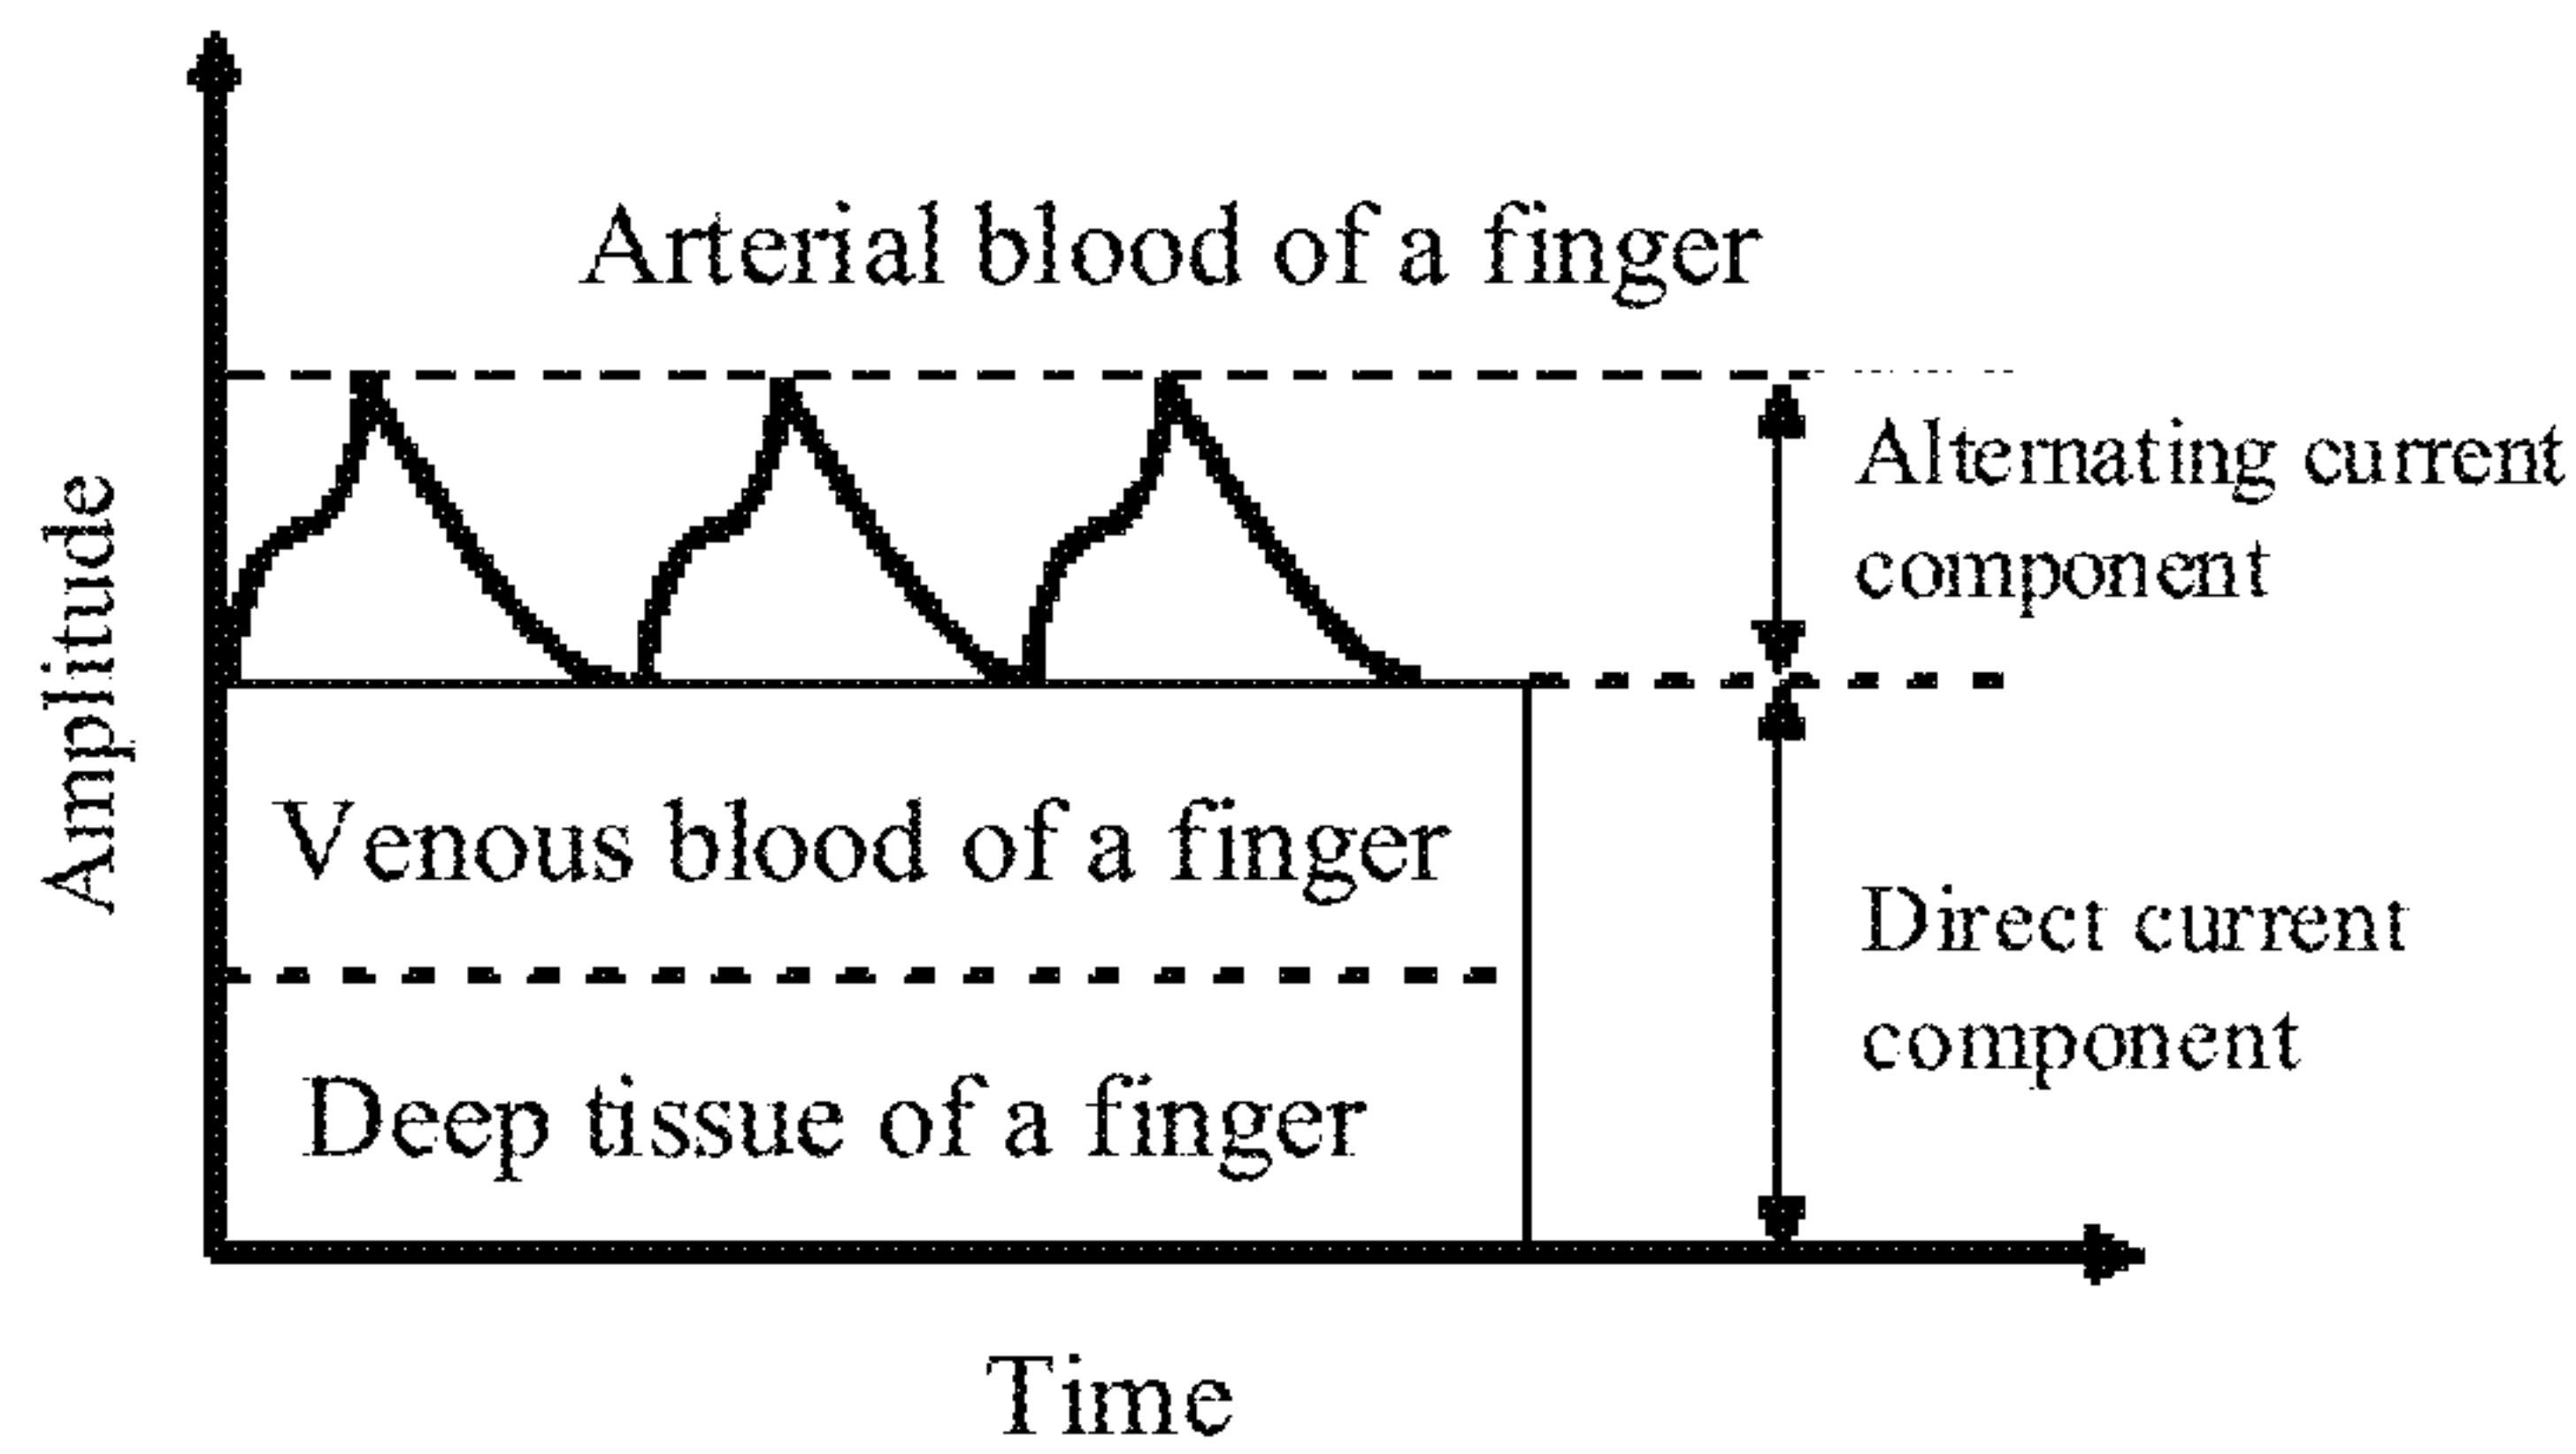 Arterial blood of a finger
Alternating current
component
Amplitude
Venous blood of a finger
Direct current
component
Deep tissue of a finger
Time